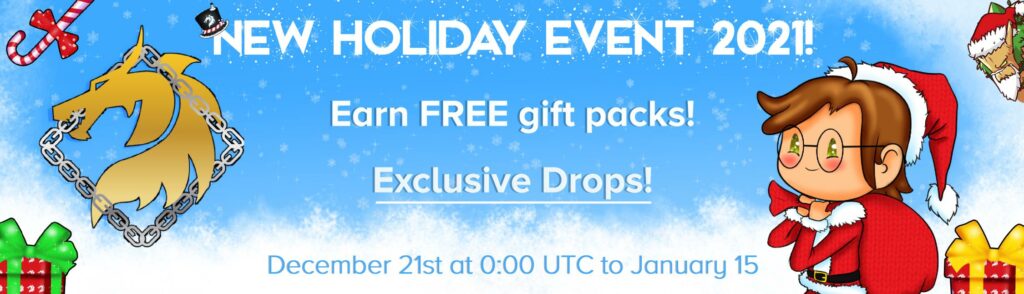 NEW HOLIDAY EVENT 2021!
Earn FREE gift packs!
Exclusive Drops!
December 21st at 0:00 UTC to January 15